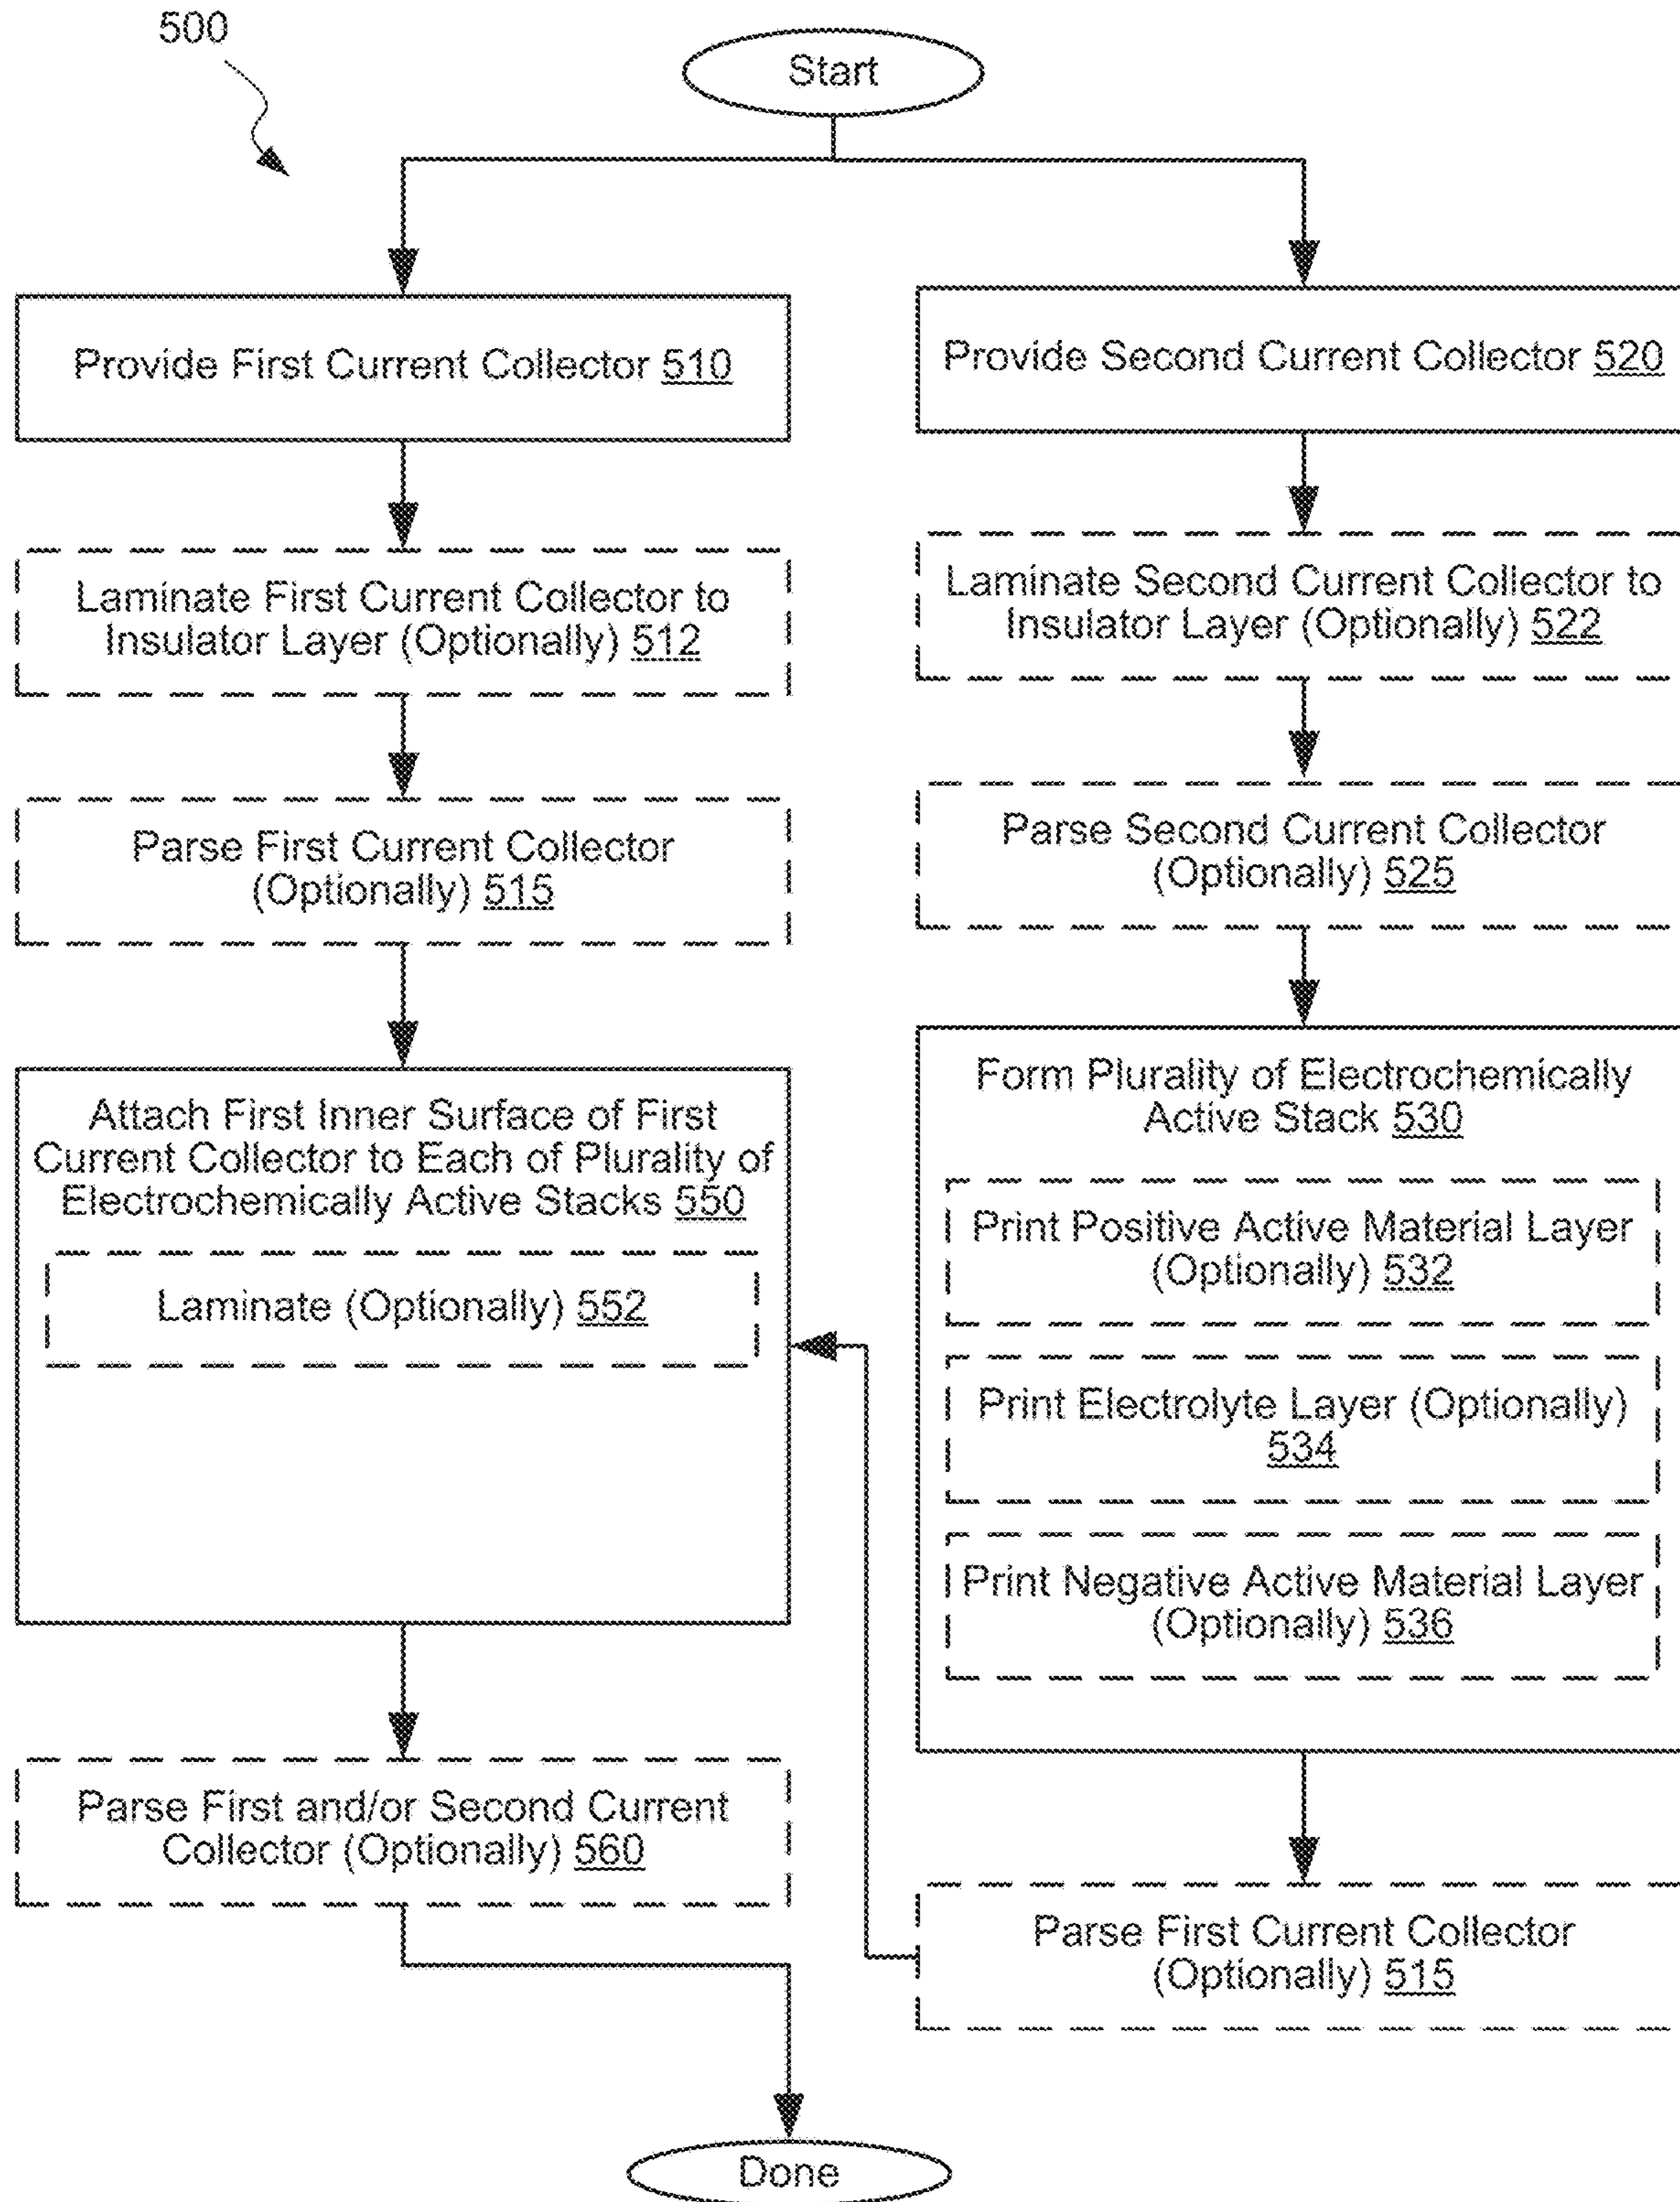 500
Start
Provide First Current Collector 510
Laminate First Current Collector to
Insulator Layer (Optionally) 512
Parse First Current Collector
(Optionally) 515
Attach First Inner Surface of First
Current Collector to Each of Plurality of
Electrochemically Active Stacks 550
Laminate (Optionally) 552
Parse First and/or Second Current
Collector (Optionally) 560
Provide Second Current Collector 520
Laminate Second Current Collector to
Insulator Layer (Optionally) 522
Parse Second Current Collector
(Optionally) 525
Form Plurality of Electrochemically
Active Stack 530
Print Positive Active Material Layer
(Optionally) 532
Print Electrolyte Layer (Optionally)
534
Print Negative Active Material Layer
(Optionally) 536
Parse First Current Collector
(Optionally) 515
Done